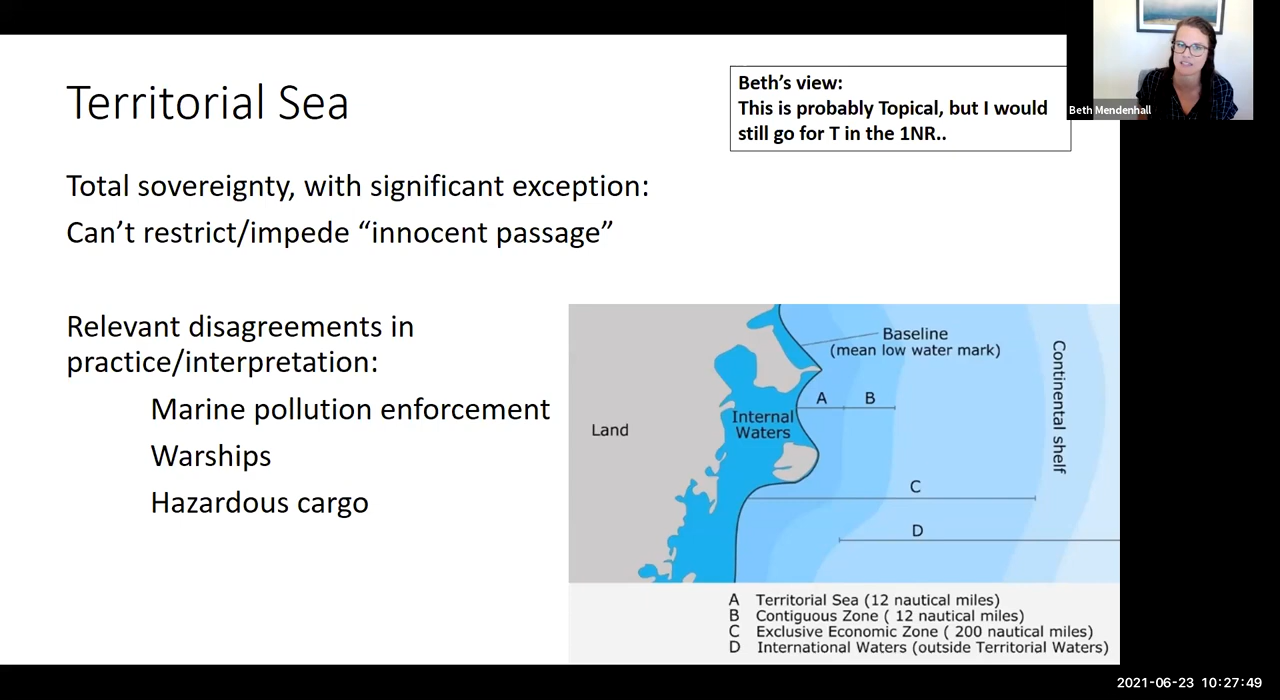 Territorial Sea
Beth's view:
This is probably Topical, but I would
still go for T in the 1NR..
Beth Mendenhall
Total sovereignty, with significant exception:
Can't restrict/impede “innocent passage”
Relevant disagreements in
practice/interpretation:
Marine pollution enforcement
Warships
Hazardous cargo
Baseline
(mean low water mark)
Continental shelf
A
B
Internal
Waters
Land
C
D
A Territorial Sea (12 nautical miles)
B Contiguous Zone ( 12 nautical miles)
C Exclusive Economic Zone ( 200 nautical miles)
D International Waters (outside Territorial Waters)
2021-06-23 10:27:49